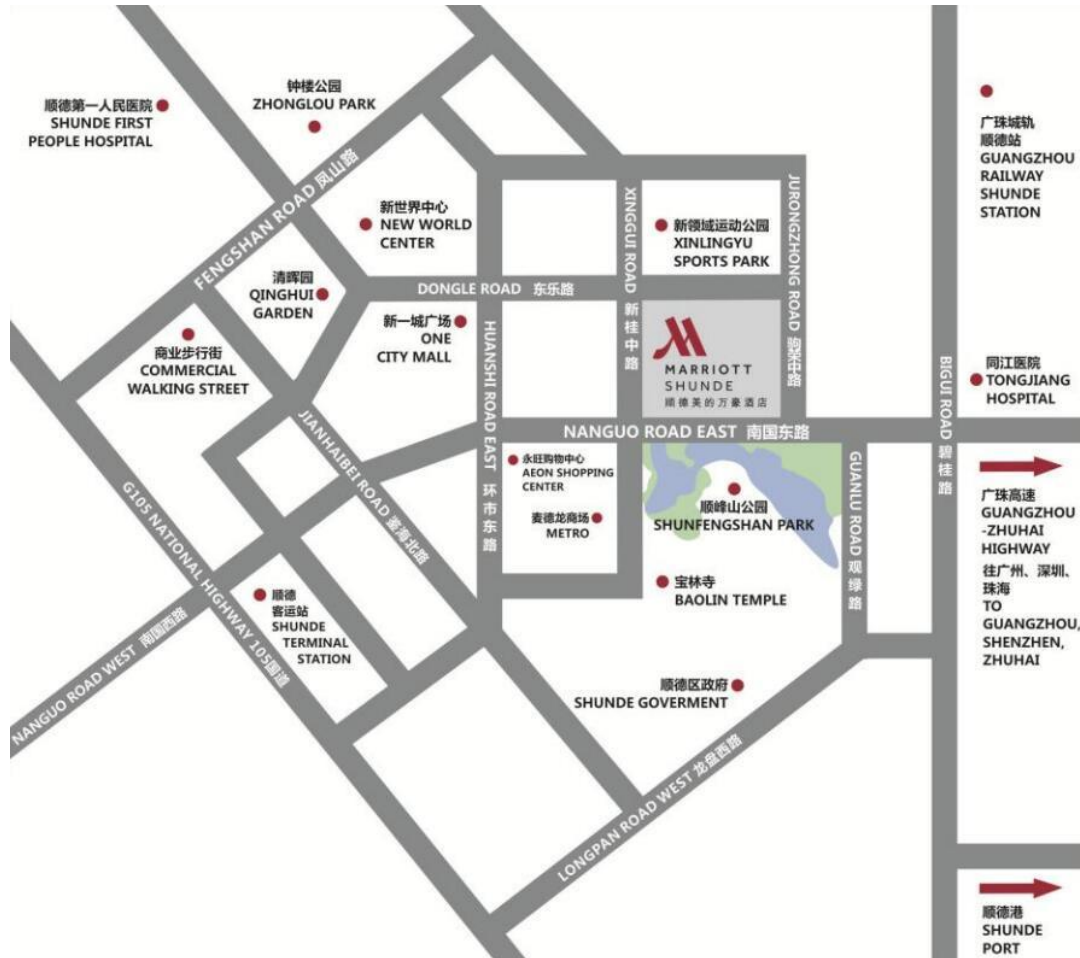 顺德第一人民医院
SHUNDE FIRST
PEOPLE HOSPITAL
钟楼公园
ZHONGLOU PARK
广珠城轨
顺德站
GUANGZHOU
RAILWAY
SHUNDE
STATION
FENGSHAN ROAD 凤山路
新世界中心
NEW WORLD
CENTER
XINGGUI ROAD 新桂中路
新领域运动公园
XINLINGYU
SPORTS PARK
JURONGZHONG ROAD 驹荣中路
清晖园
QINGHUI
GARDEN
DONGLE ROAD 东乐路
新一城广场
ONE
CITY MALL
HUANSHI ROAD EAST 环市东路
MARRIOTT
SHUNDE
顺德美的万豪酒店
商业步行街
COMMERCIAL
WALKING STREET
BIGUI ROAD 碧桂路
同江医院
TONGJIANG
HOSPITAL
JIANHAIBEI ROAD 鉴海北路
NANGUO ROAD EAST 南国东路
永旺购物中心
AEON SHOPPING
CENTER
麦德龙商场
METRO
顺峰山公园
SHUNFENGSHAN PARK
GUANLU ROAD 观绿路
广珠高速
GUANGZHOU
-ZHUHAI
HIGHWAY
往广州、深圳、
珠海
TO
GUANGZHOU,
SHENZHEN,
ZHUHAI
G105 NATIONAL HIGHWAY 105国道
宝林寺
BAOLIN TEMPLE
顺德
客运站
SHUNDE
TERMINAL
STATION
NANGUO ROAD WEST 南国西路
顺德区政府
SHUNDE GOVERMENT
LONGPAN ROAD WEST 龙盘西路
顺德港
SHUNDE
PORT